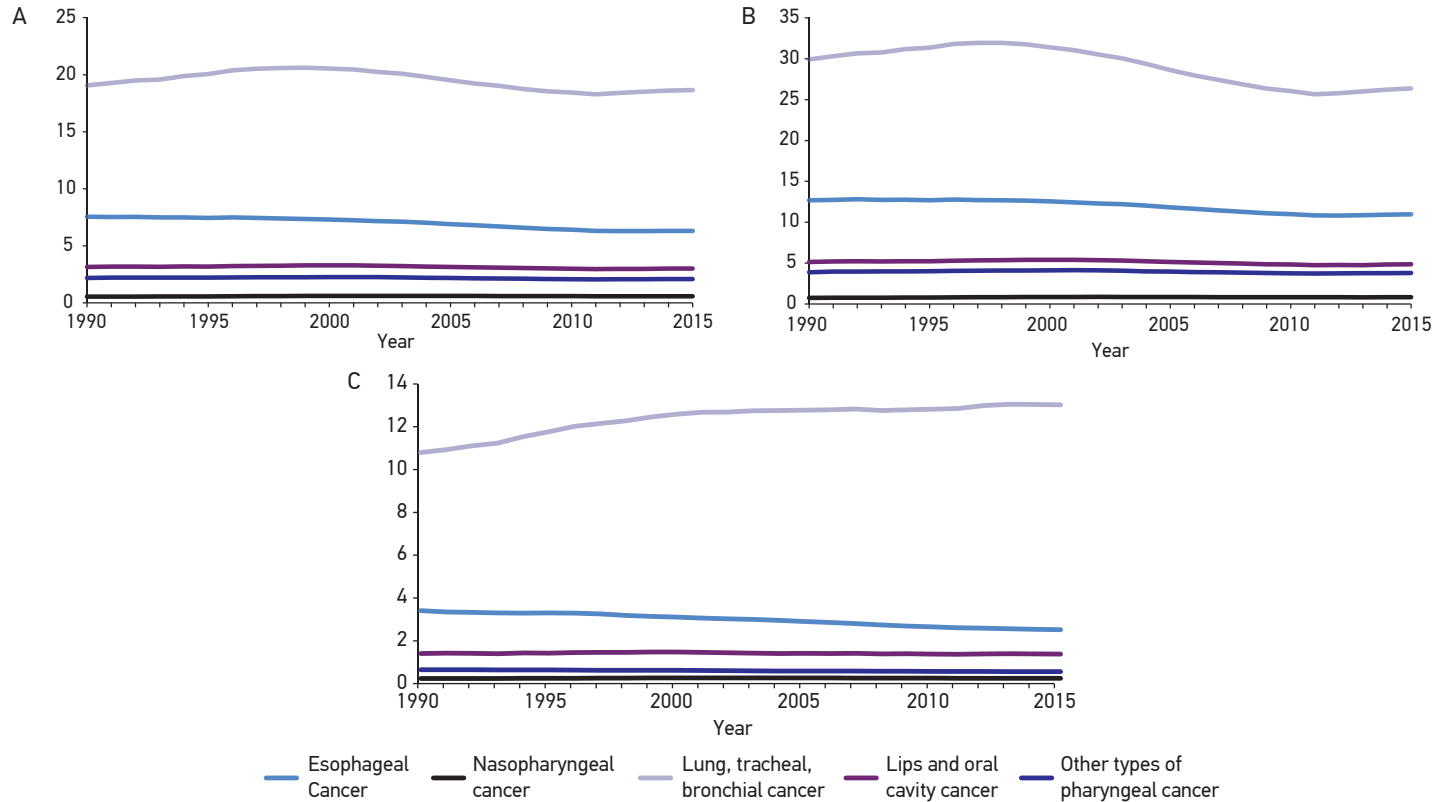 A
25
20
15
10
5
0
1990 1995 2000 2005 2010 2015
Year
B
35
30
25
20
15
10
5
0
1990 1995 2000 2005 2010 2015
Year
C
14
12
10
8
6
4
2
0
1990 1995 2000 2005 2010 2015
Year
Esophageal
Cancer
Nasopharyngeal
cancer
Lung, tracheal,
bronchial cancer
Lips and oral
cavity cancer
Other types of
pharyngeal cancer